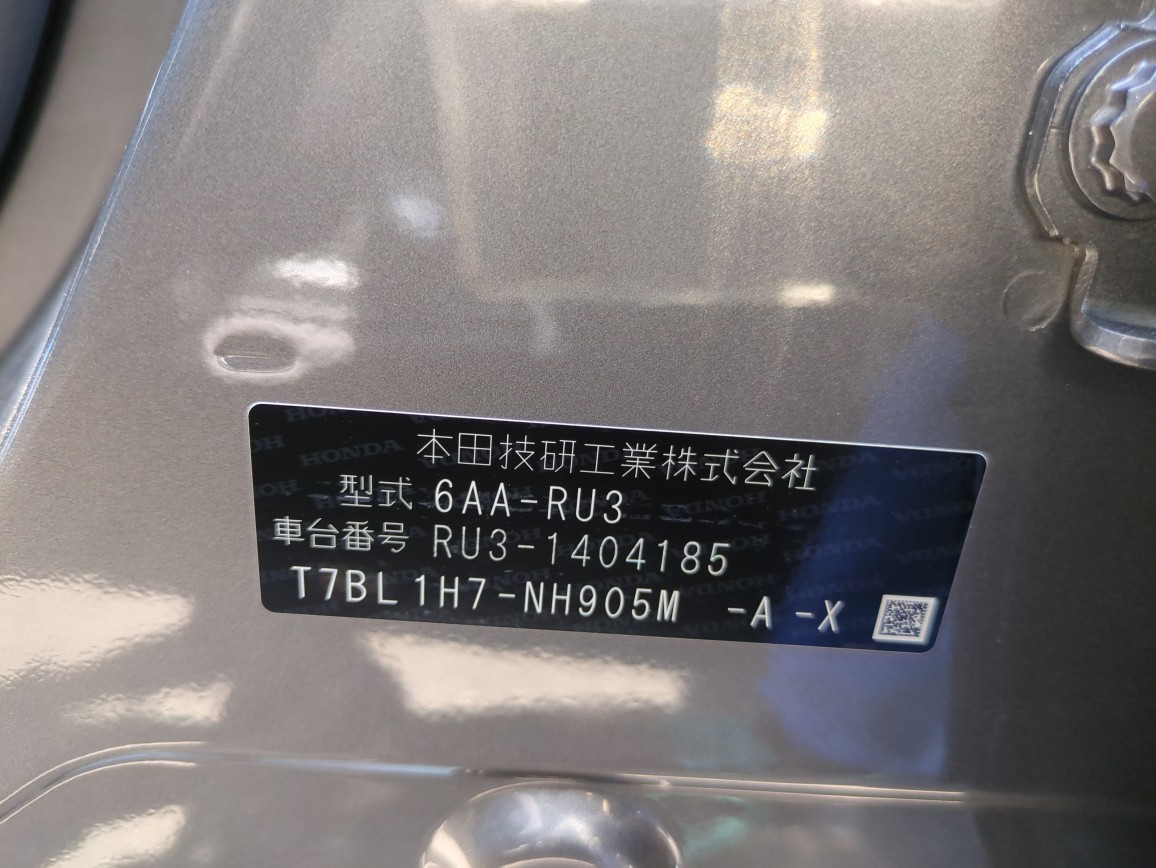 本田技研工業株式会社
型式 6AA-RU3
車台番号 RU3-1404185
T7BL1H7-NH905M -A -X